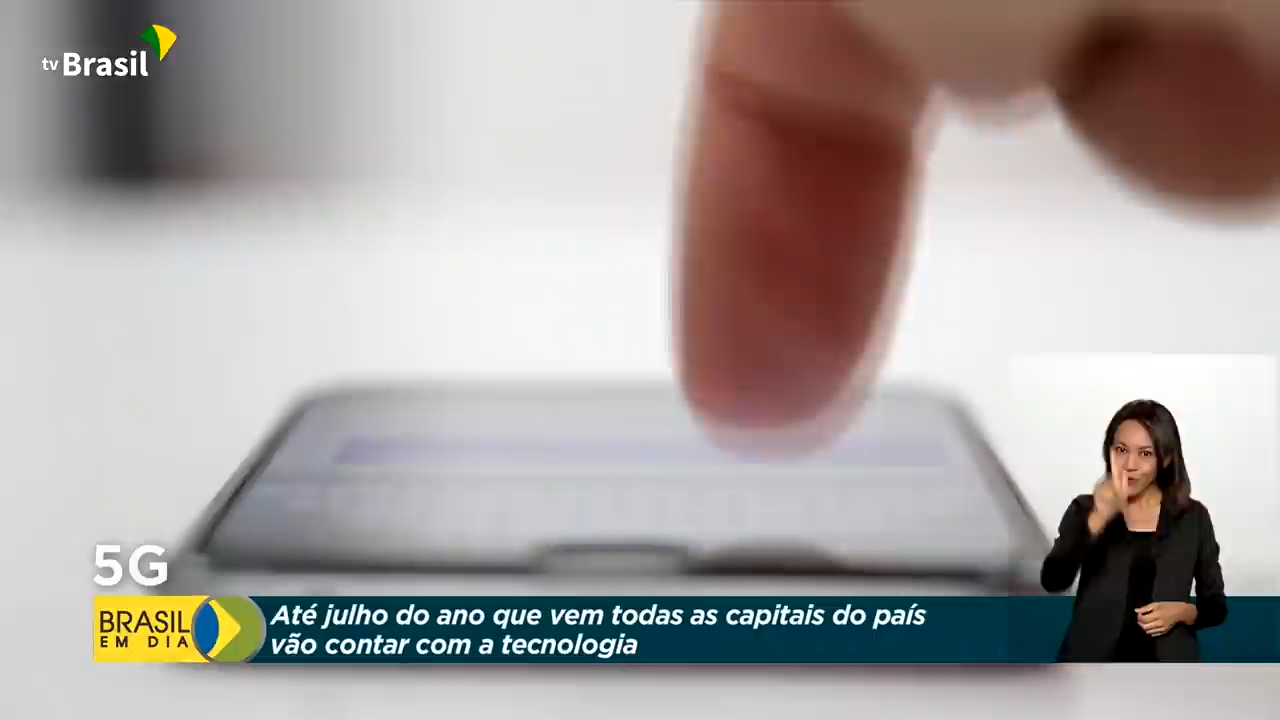 tv Brasil
5G
BRASIL
EM DIA
Até julho do ano que vem todas as capitais do país
vão contar com a tecnologia